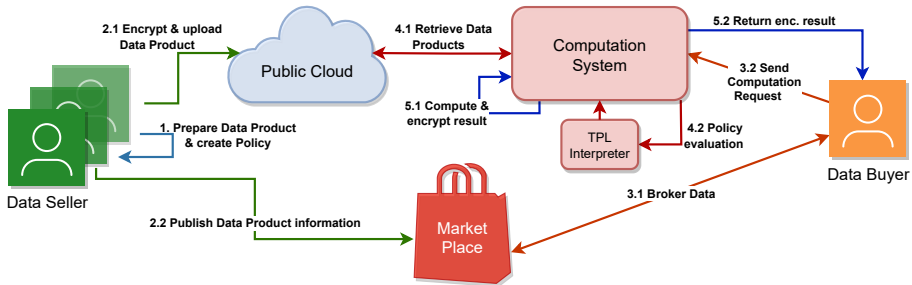 2.1 Encrypt & upload
Data Product
4.1 Retrieve Data
Products
5.2 Return enc. result
Public Cloud
Computation
System
3.2 Send
Computation
Request
5.1 Compute &
encrypt result
1. Prepare Data Product
& create Policy
TPL
Interpreter
4.2 Policy
evaluation
Data Seller
Data Buyer
3.1 Broker Data
2.2 Publish Data Product information
Market
Place